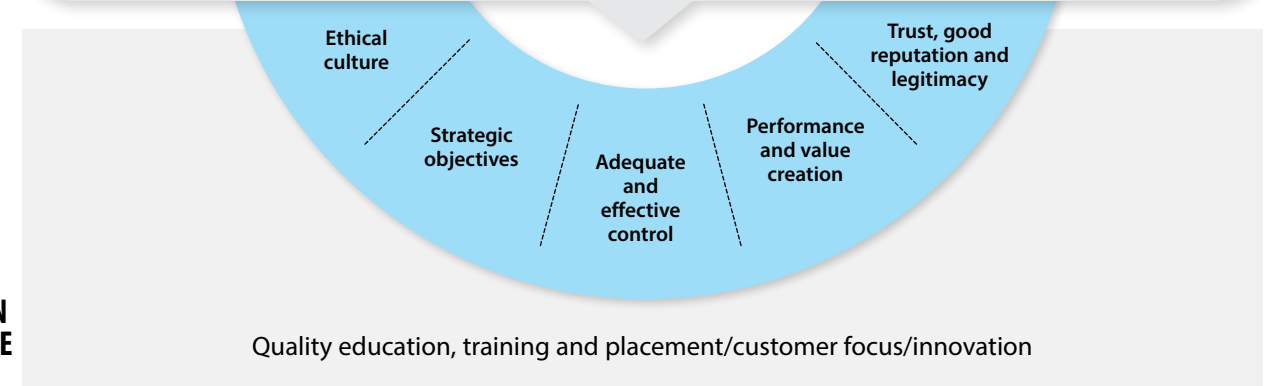 Ethical
culture
Strategic
objectives
Adequate
and
effective
control
Performance
and value
creation
Trust, good
reputation and
legitimacy
Quality education, training and placement/customer focus/innovation